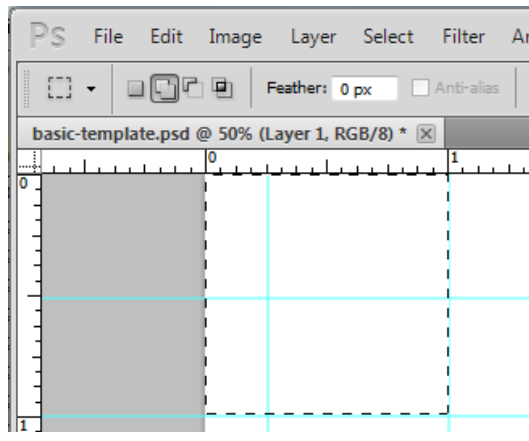 Ps File Edit Image Layer Select Filter
Feather: 0 px Anti-alias
basic-template.psd @ 50% (Layer 1, RGB/8) *
0 1
0
1